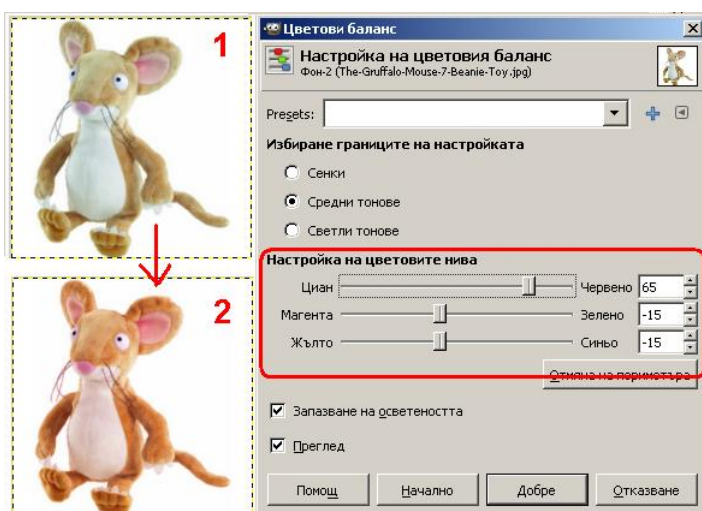 1
2
Цветови баланс
Настройка на цветовия баланс
Фон-2 (The-Gruffalo-Mouse-7-Beanie-Toy.jpg)
Presets:
Избиране границите на настройката
Сенки
Средни тонове
Светли тонове
Настройка на цветовите нива
Циан Червено 65
Магента Зелено -15
Жълто Синьо -15
Отмяна на периметъра
Запазване на осветеността
Преглед
Помощ Начално Добре Отказване